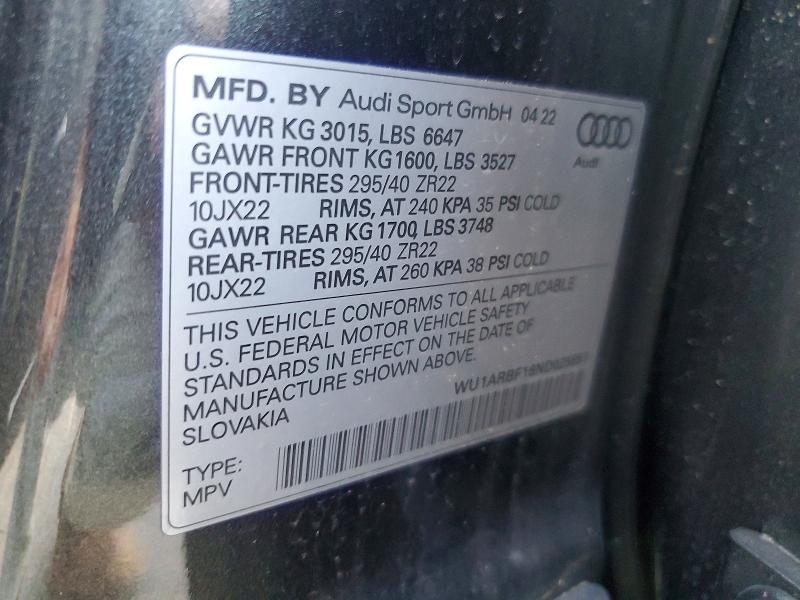 MFD. BY Audi Sport GmbH 04 22
GVWR KG 3015, LBS 6647
GAWR FRONT KG 1600, LBS 3527
FRONT-TIRES 295/40 ZR22
10JX22 RIMS, AT 240 KPA 35 PSI COLD
GAWR REAR KG 1700, LBS 3748
REAR-TIRES 295/40 ZR22
10JX22 RIMS, AT 260 KPA 38 PSI COLD
Audi
THIS VEHICLE CONFORMS TO ALL APPLICABLE
U.S. FEDERAL MOTOR VEHICLE SAFETY
STANDARDS IN EFFECT ON THE DATE OF
MANUFACTURE SHOWN ABOVE.
SLOVAKIA
TYPE:
MPV